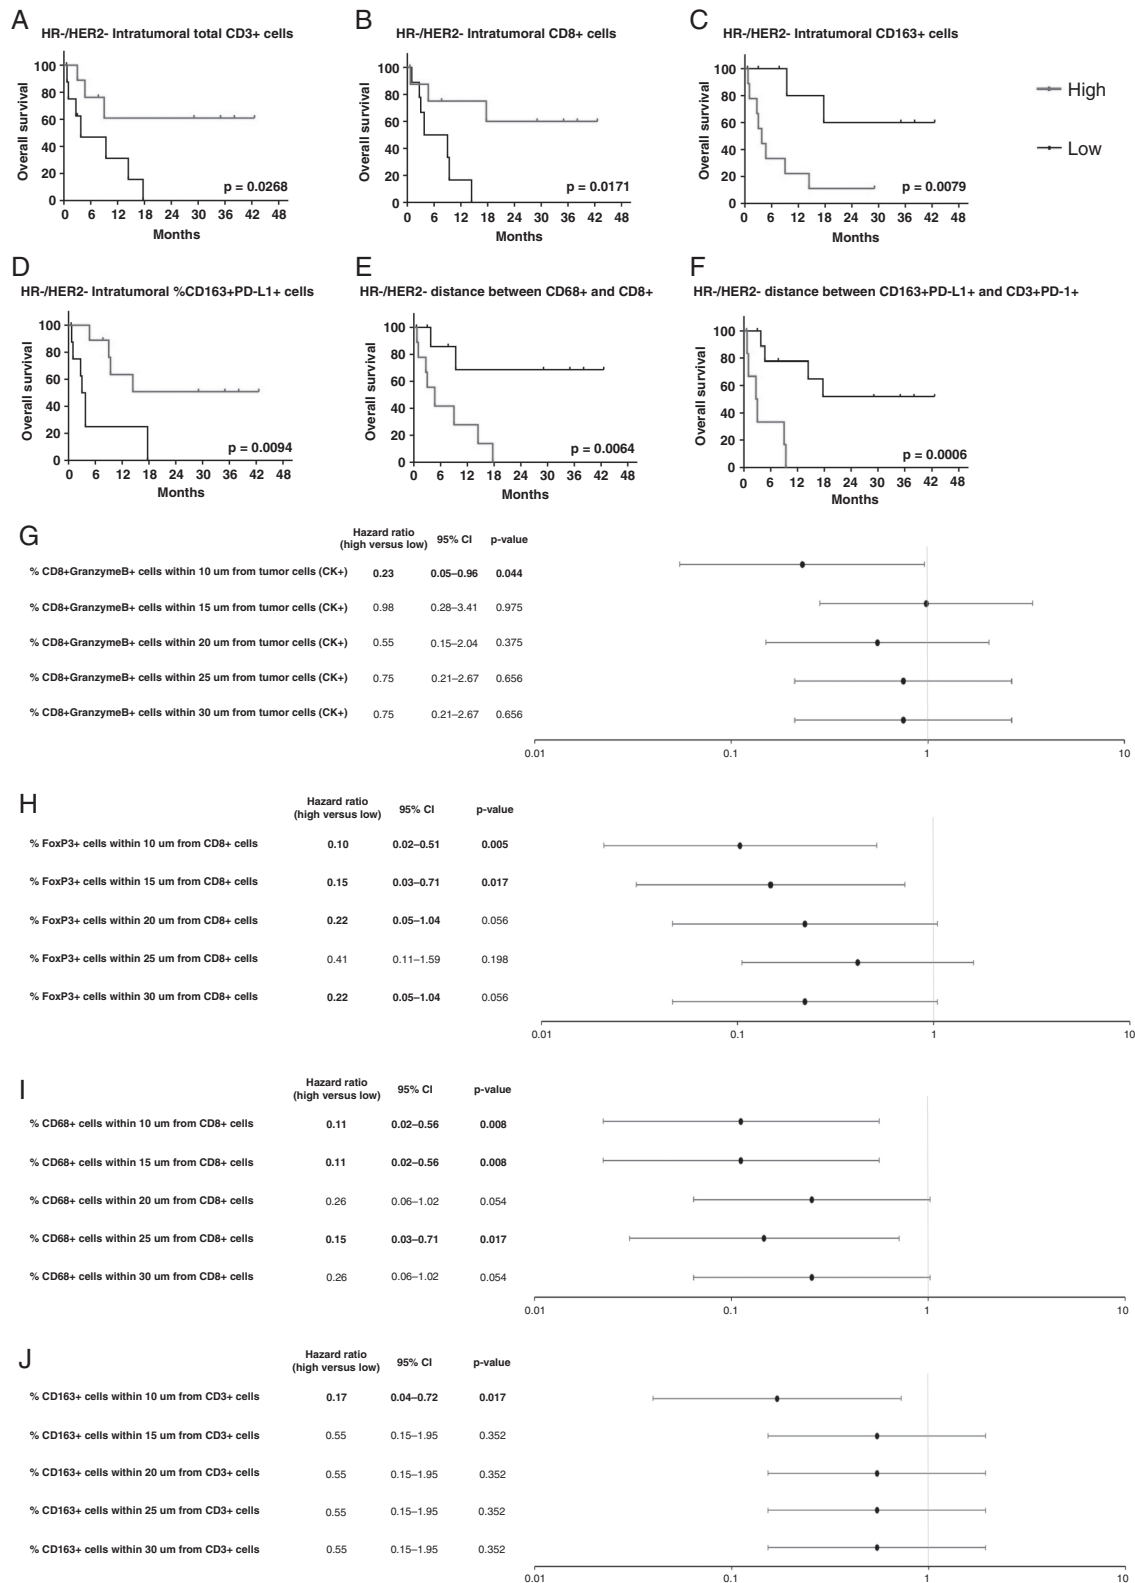 A
HR-/HER2- Intratumoral total CD3+ cells
Overall survival
100
80
60
40
20
0
p = 0.0268
0 6 12 18 24 30 36 42 48
Months
B
HR-/HER2- Intratumoral CD8+ cells
Overall survival
100
80
60
40
20
0
p = 0.0171
0 6 12 18 24 30 36 42 48
Months
C
HR-/HER2- Intratumoral CD163+ cells
Overall survival
100
80
60
40
20
0
p = 0.0079
0 6 12 18 24 30 36 42 48
Months
High
Low
D
HR-/HER2- Intratumoral %CD163+PD-L1+ cells
Overall survival
100
80
60
40
20
0
p = 0.0094
0 6 12 18 24 30 36 42 48
Months
E
HR-/HER2- distance between CD68+ and CD8+
Overall survival
100
80
60
40
20
0
p = 0.0064
0 6 12 18 24 30 36 42 48
Months
F
HR-/HER2- distance between CD163+PD-L1+ and CD3+PD-1+
Overall survival
100
80
60
40
20
0
p = 0.0006
0 6 12 18 24 30 36 42 48
Months
G
Hazard ratio
(high versus low) 95% CI p-value
% CD8+GranzymeB+ cells within 10 um from tumor cells (CK+) 0.23 0.05–0.96 0.044
% CD8+GranzymeB+ cells within 15 um from tumor cells (CK+) 0.98 0.28–3.41 0.975
% CD8+GranzymeB+ cells within 20 um from tumor cells (CK+) 0.55 0.15–2.04 0.375
% CD8+GranzymeB+ cells within 25 um from tumor cells (CK+) 0.75 0.21–2.67 0.656
% CD8+GranzymeB+ cells within 30 um from tumor cells (CK+) 0.75 0.21–2.67 0.656
0.01 0.1 1 10
H
Hazard ratio
(high versus low) 95% CI p-value
% FoxP3+ cells within 10 um from CD8+ cells 0.10 0.02–0.51 0.005
% FoxP3+ cells within 15 um from CD8+ cells 0.15 0.03–0.71 0.017
% FoxP3+ cells within 20 um from CD8+ cells 0.22 0.05–1.04 0.056
% FoxP3+ cells within 25 um from CD8+ cells 0.41 0.11–1.59 0.198
% FoxP3+ cells within 30 um from CD8+ cells 0.22 0.05–1.04 0.056
0.01 0.1 1 10
I
Hazard ratio
(high versus low) 95% CI p-value
% CD68+ cells within 10 um from CD8+ cells 0.11 0.02–0.56 0.008
% CD68+ cells within 15 um from CD8+ cells 0.11 0.02–0.56 0.008
% CD68+ cells within 20 um from CD8+ cells 0.26 0.06–1.02 0.054
% CD68+ cells within 25 um from CD8+ cells 0.15 0.03–0.71 0.017
% CD68+ cells within 30 um from CD8+ cells 0.26 0.06–1.02 0.054
0.01 0.1 1 10
J
Hazard ratio
(high versus low) 95% CI p-value
% CD163+ cells within 10 um from CD3+ cells 0.17 0.04–0.72 0.017
% CD163+ cells within 15 um from CD3+ cells 0.55 0.15–1.95 0.352
% CD163+ cells within 20 um from CD3+ cells 0.55 0.15–1.95 0.352
% CD163+ cells within 25 um from CD3+ cells 0.55 0.15–1.95 0.352
% CD163+ cells within 30 um from CD3+ cells 0.55 0.15–1.95 0.352
0.01 0.1 1 10